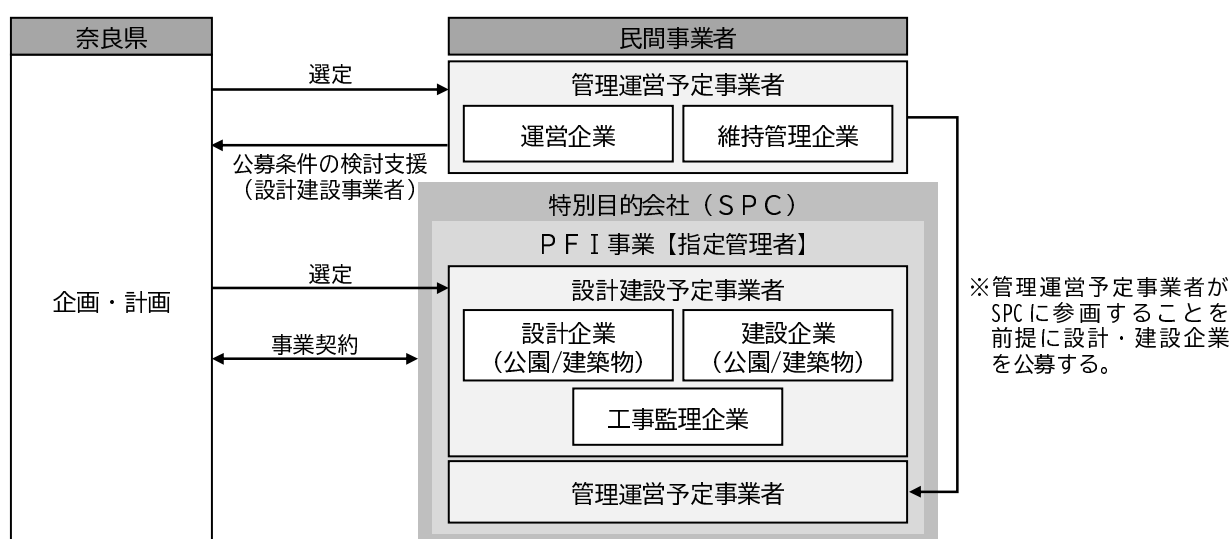 奈良県
民間事業者
選定
管理運営予定事業者
運営企業
維持管理企業
公募条件の検討支援
（設計建設事業者）
特別目的会社（ＳＰＣ）
ＰＦＩ事業【指定管理者】
選定
設計建設予定事業者
企画・計画
設計企業
（公園/建築物）
建設企業
（公園/建築物）
事業契約
工事監理企業
管理運営予定事業者
※管理運営予定事業者が
SPCに参画することを
前提に設計・建設企業
を公募する。